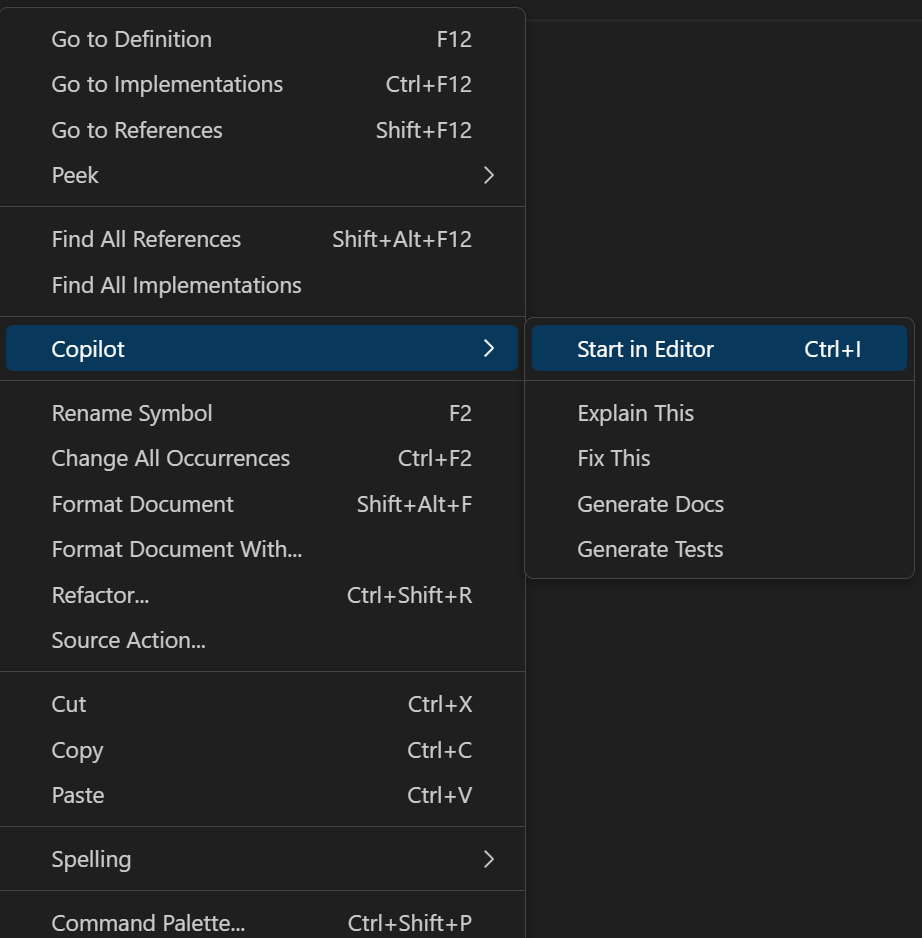 Go to Definition F12
Go to Implementations Ctrl+F12
Go to References Shift+F12
Peek
Find All References Shift+Alt+F12
Find All Implementations
Copilot
Start in Editor Ctrl+I
Explain This
Fix This
Generate Docs
Generate Tests
Rename Symbol F2
Change All Occurrences Ctrl+F2
Format Document Shift+Alt+F
Format Document With...
Refactor... Ctrl+Shift+R
Source Action...
Cut Ctrl+X
Copy Ctrl+C
Paste Ctrl+V
Spelling
Command Palette... Ctrl+Shift+P